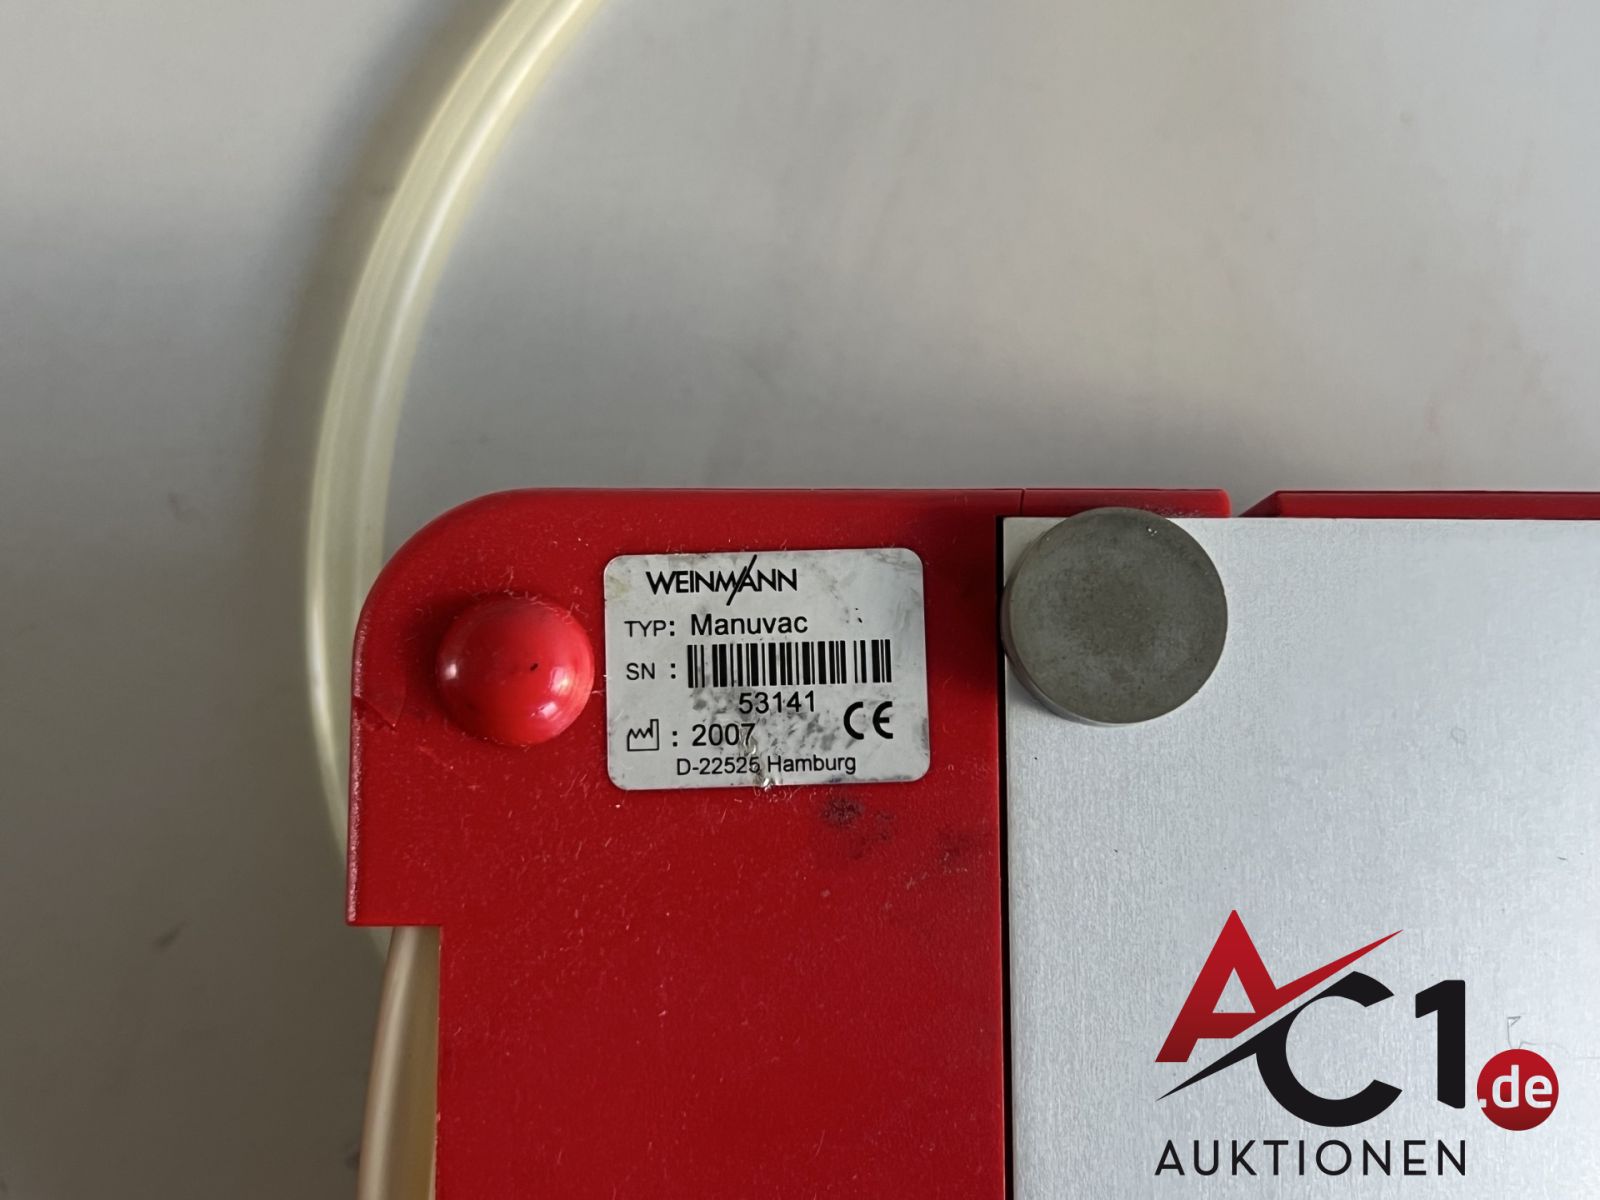 WEINMANN
TYP: Manuvac
SN :
53141
: 2007 CE
D-22525 Hamburg
AC1.de
AUKTIONEN